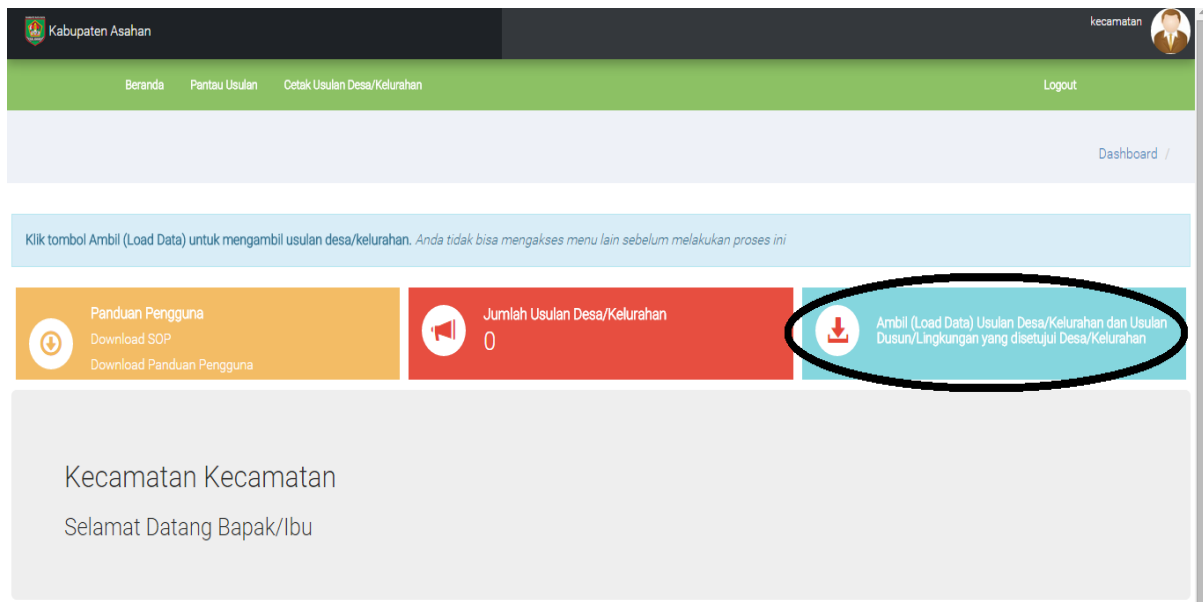 Kabupaten Asahan
kecamatan
Beranda
Pantau Usulan
Cetak Usulan Desa/Kelurahan
Logout
Dashboard /
Klik tombol Ambil (Load Data) untuk mengambil usulan desa/kelurahan. Anda tidak bisa mengakses menu lain sebelum melakukan proses ini
Panduan Pengguna
Download SOP
Download Panduan Pengguna
Jumlah Usulan Desa/Kelurahan
0
Ambil (Load Data) Usulan Desa/Kelurahan dan Usulan
Dusun/Lingkungan yang disetujui Desa/Kelurahan
Kecamatan Kecamatan
Selamat Datang Bapak/Ibu